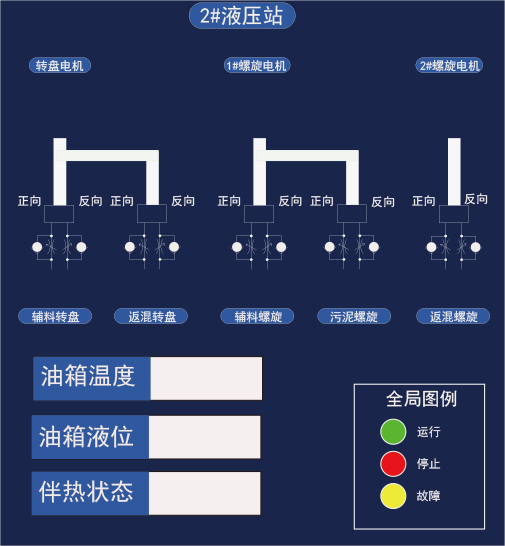 2#液压站
转盘电机 1#螺旋电机 2#螺旋电机
正向 反向 正向 反向 正向 反向 正向 反向 正向 反向
辅料转盘 返混转盘 辅料螺旋 污泥螺旋 返混螺旋
油箱温度
油箱液位
伴热状态
全局图例
运行
停止
故障